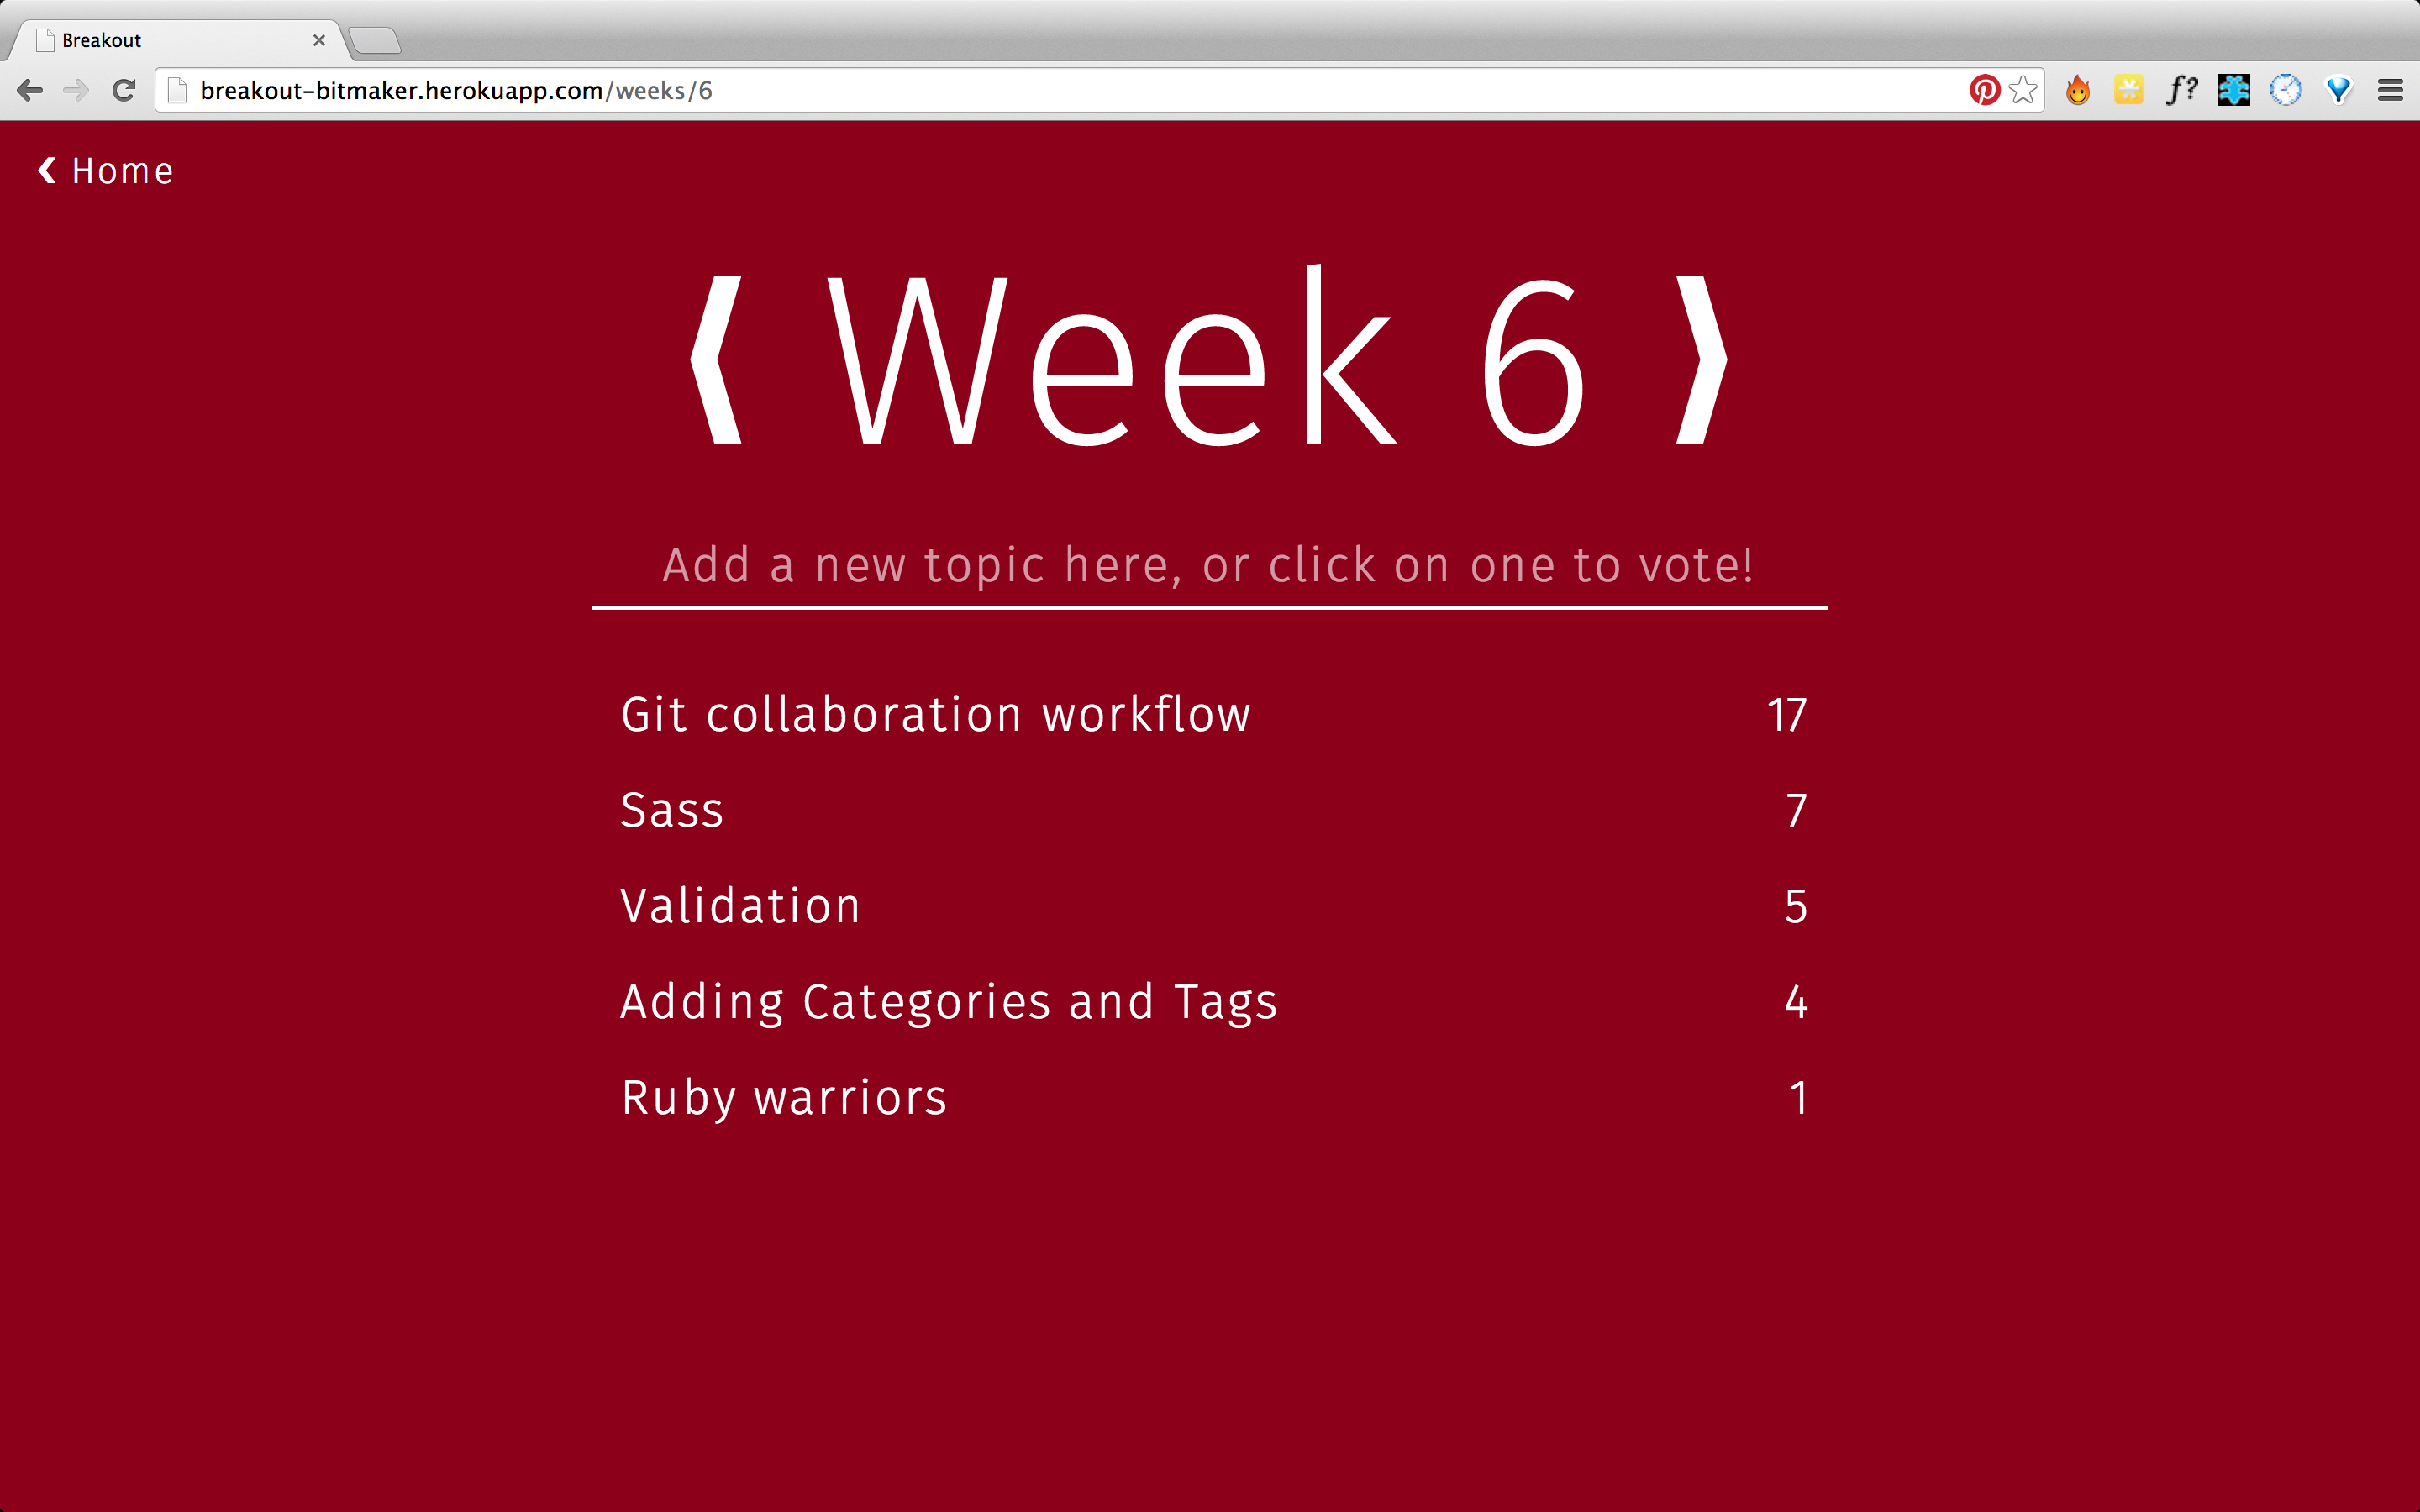 Breakout
breakout-bitmaker.herokuapp.com/weeks/6
f?
❮ Home
❬ Week 6 ❭
Add a new topic here, or click on one to vote!
Git collaboration workflow 17
Sass 7
Validation 5
Adding Categories and Tags 4
Ruby warriors 1